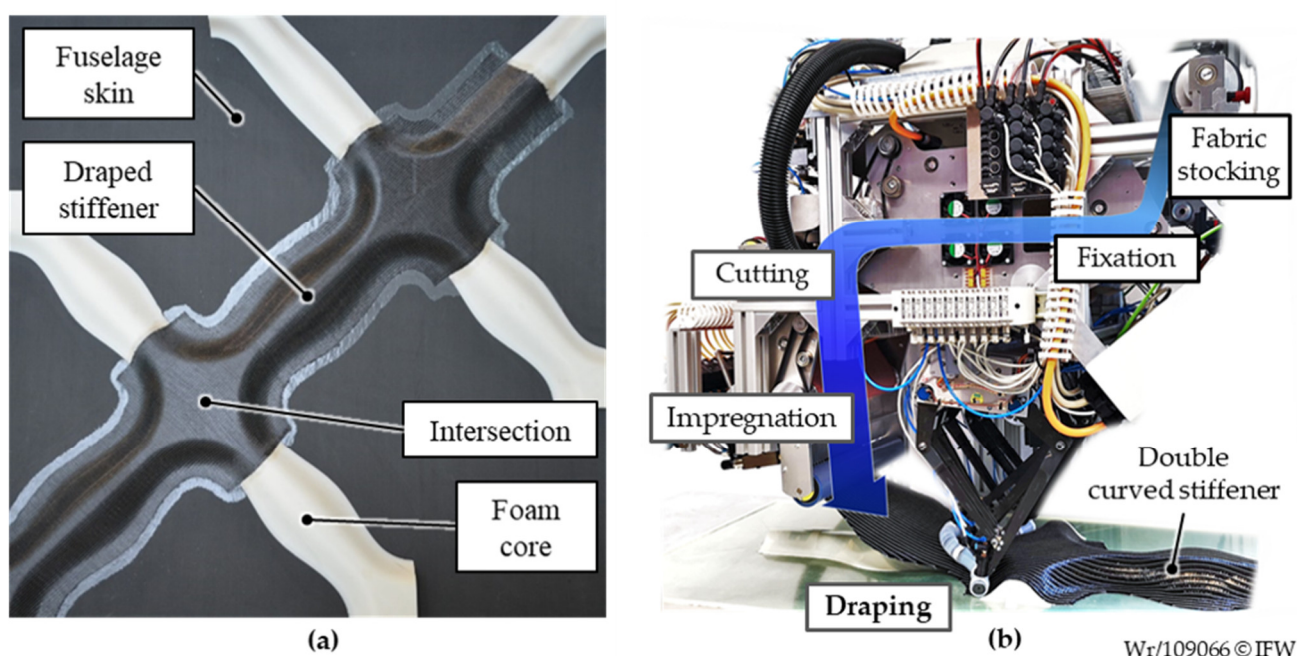 Fuselage
skin
Draped
stiffener
Intersection
Foam
core
(a)
Fabric
stocking
Cutting
Fixation
Impregnation
Double
curved stiffener
Draping
(b)
Wr/109066 © IFW